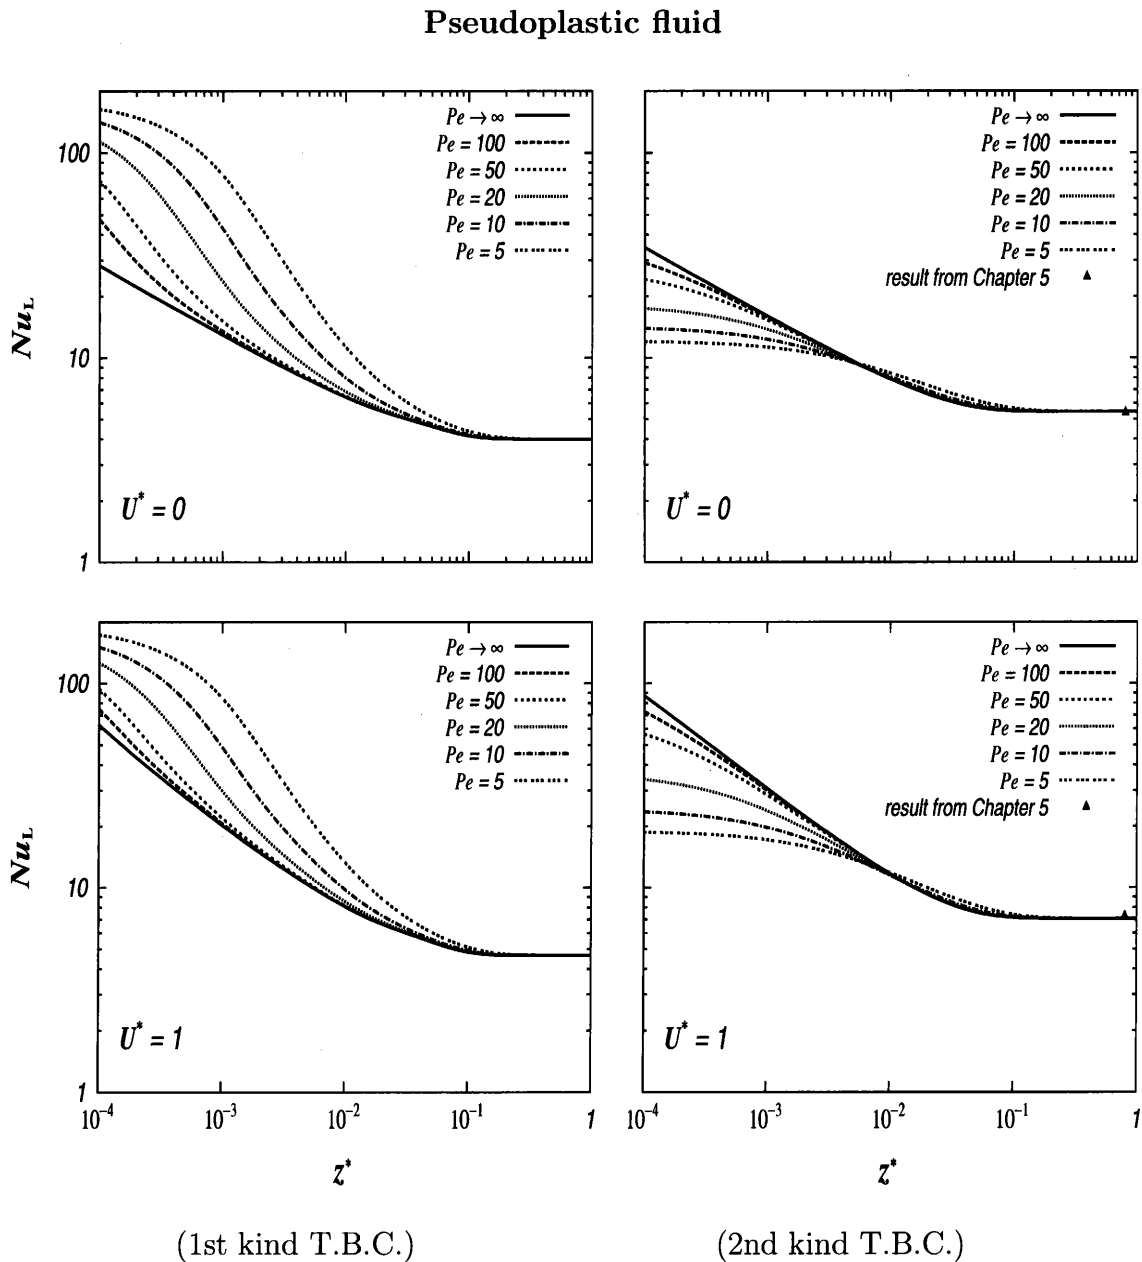 Pseudoplastic fluid
Pe → ∞
Pe = 100
Pe = 50
Pe = 20
Pe = 10
Pe = 5
100
10
1
Nu_L
U* = 0
Pe → ∞
Pe = 100
Pe = 50
Pe = 20
Pe = 10
Pe = 5
result from Chapter 5
U* = 0
Pe → ∞
Pe = 100
Pe = 50
Pe = 20
Pe = 10
Pe = 5
100
10
1
Nu_L
U* = 1
10⁻⁴ 10⁻³ 10⁻² 10⁻¹ 1
z*
(1st kind T.B.C.)
Pe → ∞
Pe = 100
Pe = 50
Pe = 20
Pe = 10
Pe = 5
result from Chapter 5
U* = 1
10⁻⁴ 10⁻³ 10⁻² 10⁻¹ 1
z*
(2nd kind T.B.C.)